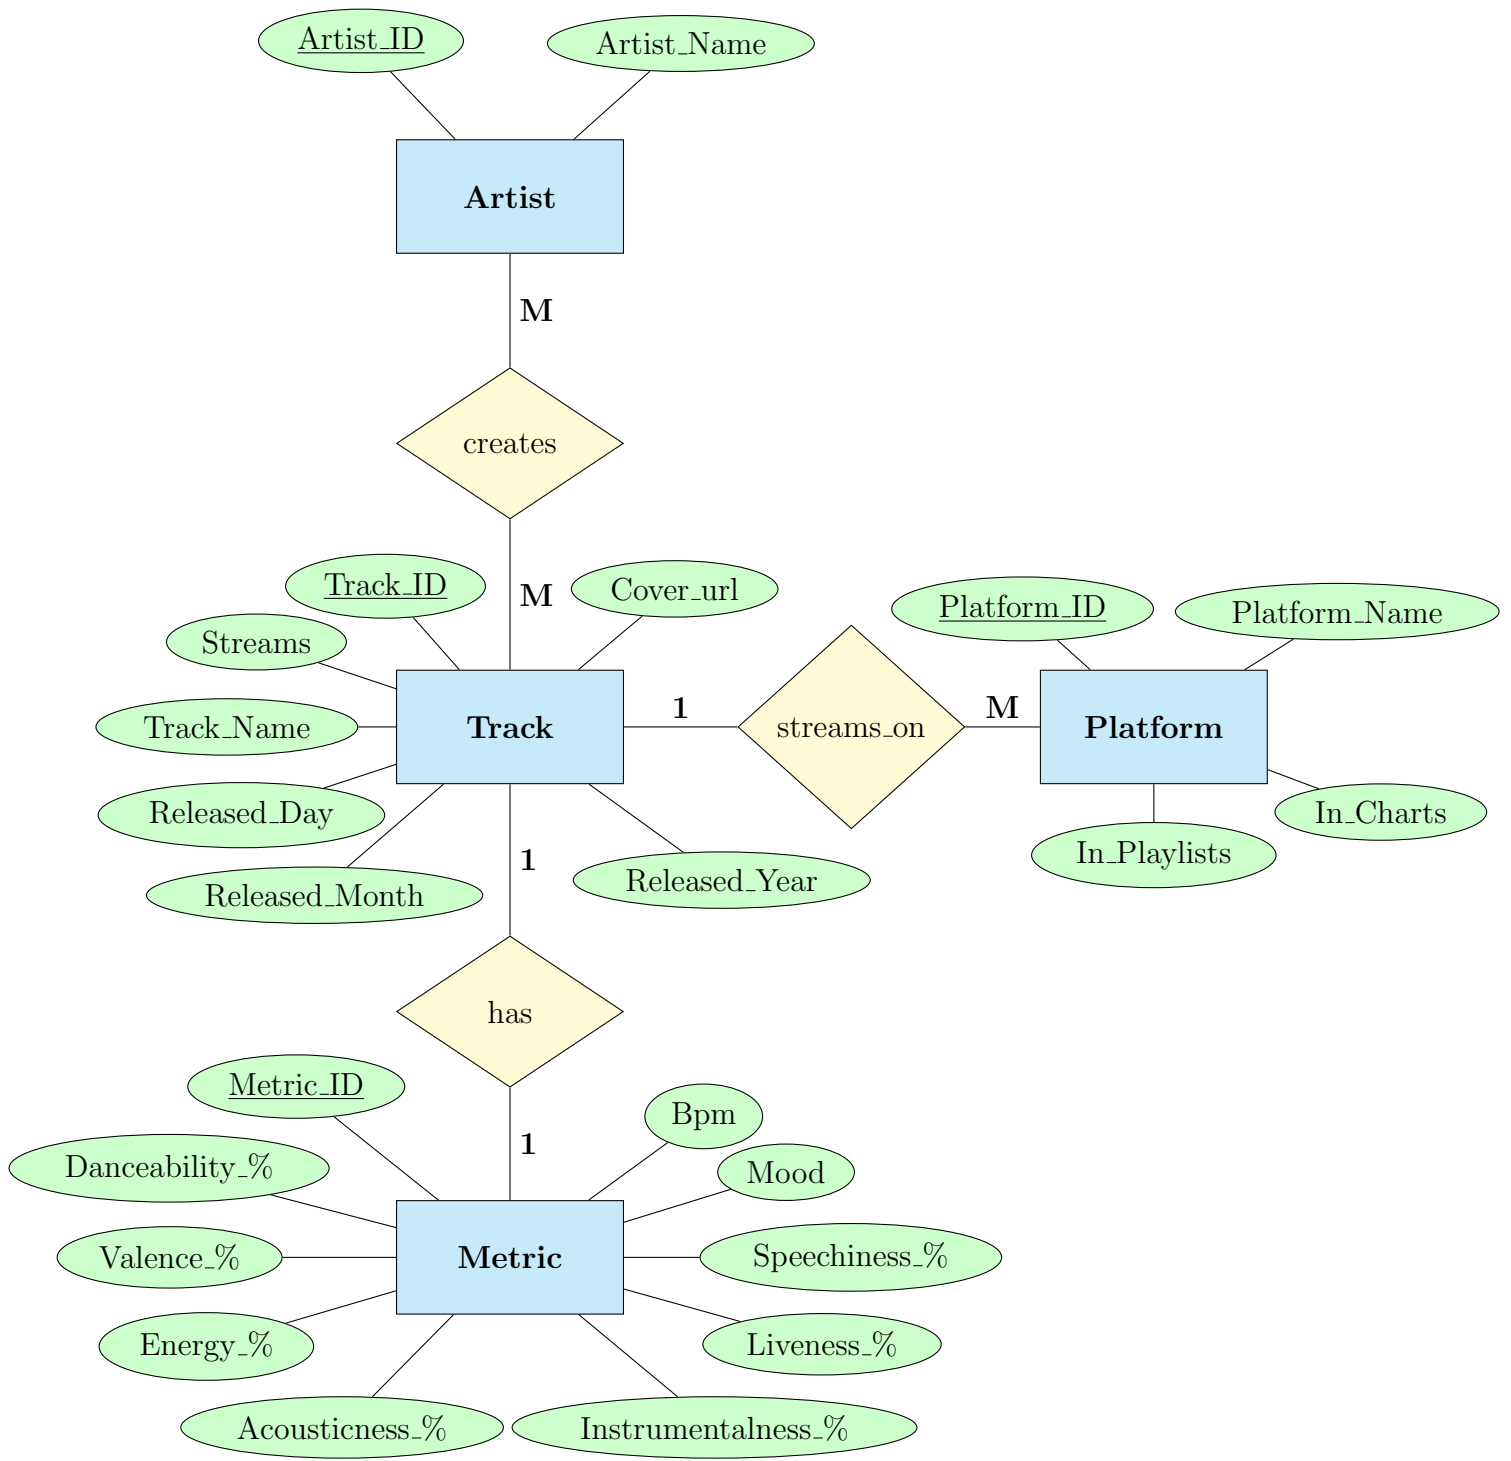 Artist_ID
Artist_Name
Artist
M
creates
M
Track_ID
Cover_url
Streams
Track_Name
Track
Released_Day
Released_Month
Released_Year
1
streams_on
M
Platform_ID
Platform_Name
Platform
In_Charts
In_Playlists
1
has
1
Metric_ID
Bpm
Danceability_%
Mood
Valence_%
Metric
Speechiness_%
Energy_%
Liveness_%
Acousticness_%
Instrumentalness_%